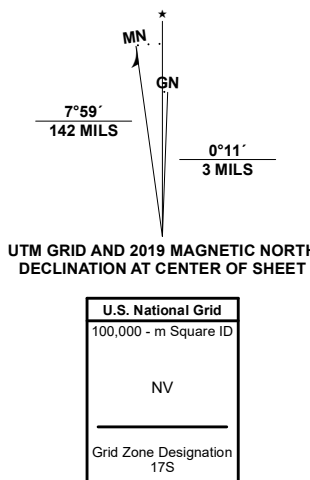 ★
MN
GN
7°59´
142 MILS
0°11´
3 MILS
UTM GRID AND 2019 MAGNETIC NORTH
DECLINATION AT CENTER OF SHEET
U.S. National Grid
100,000 - m Square ID
NV
Grid Zone Designation
17S